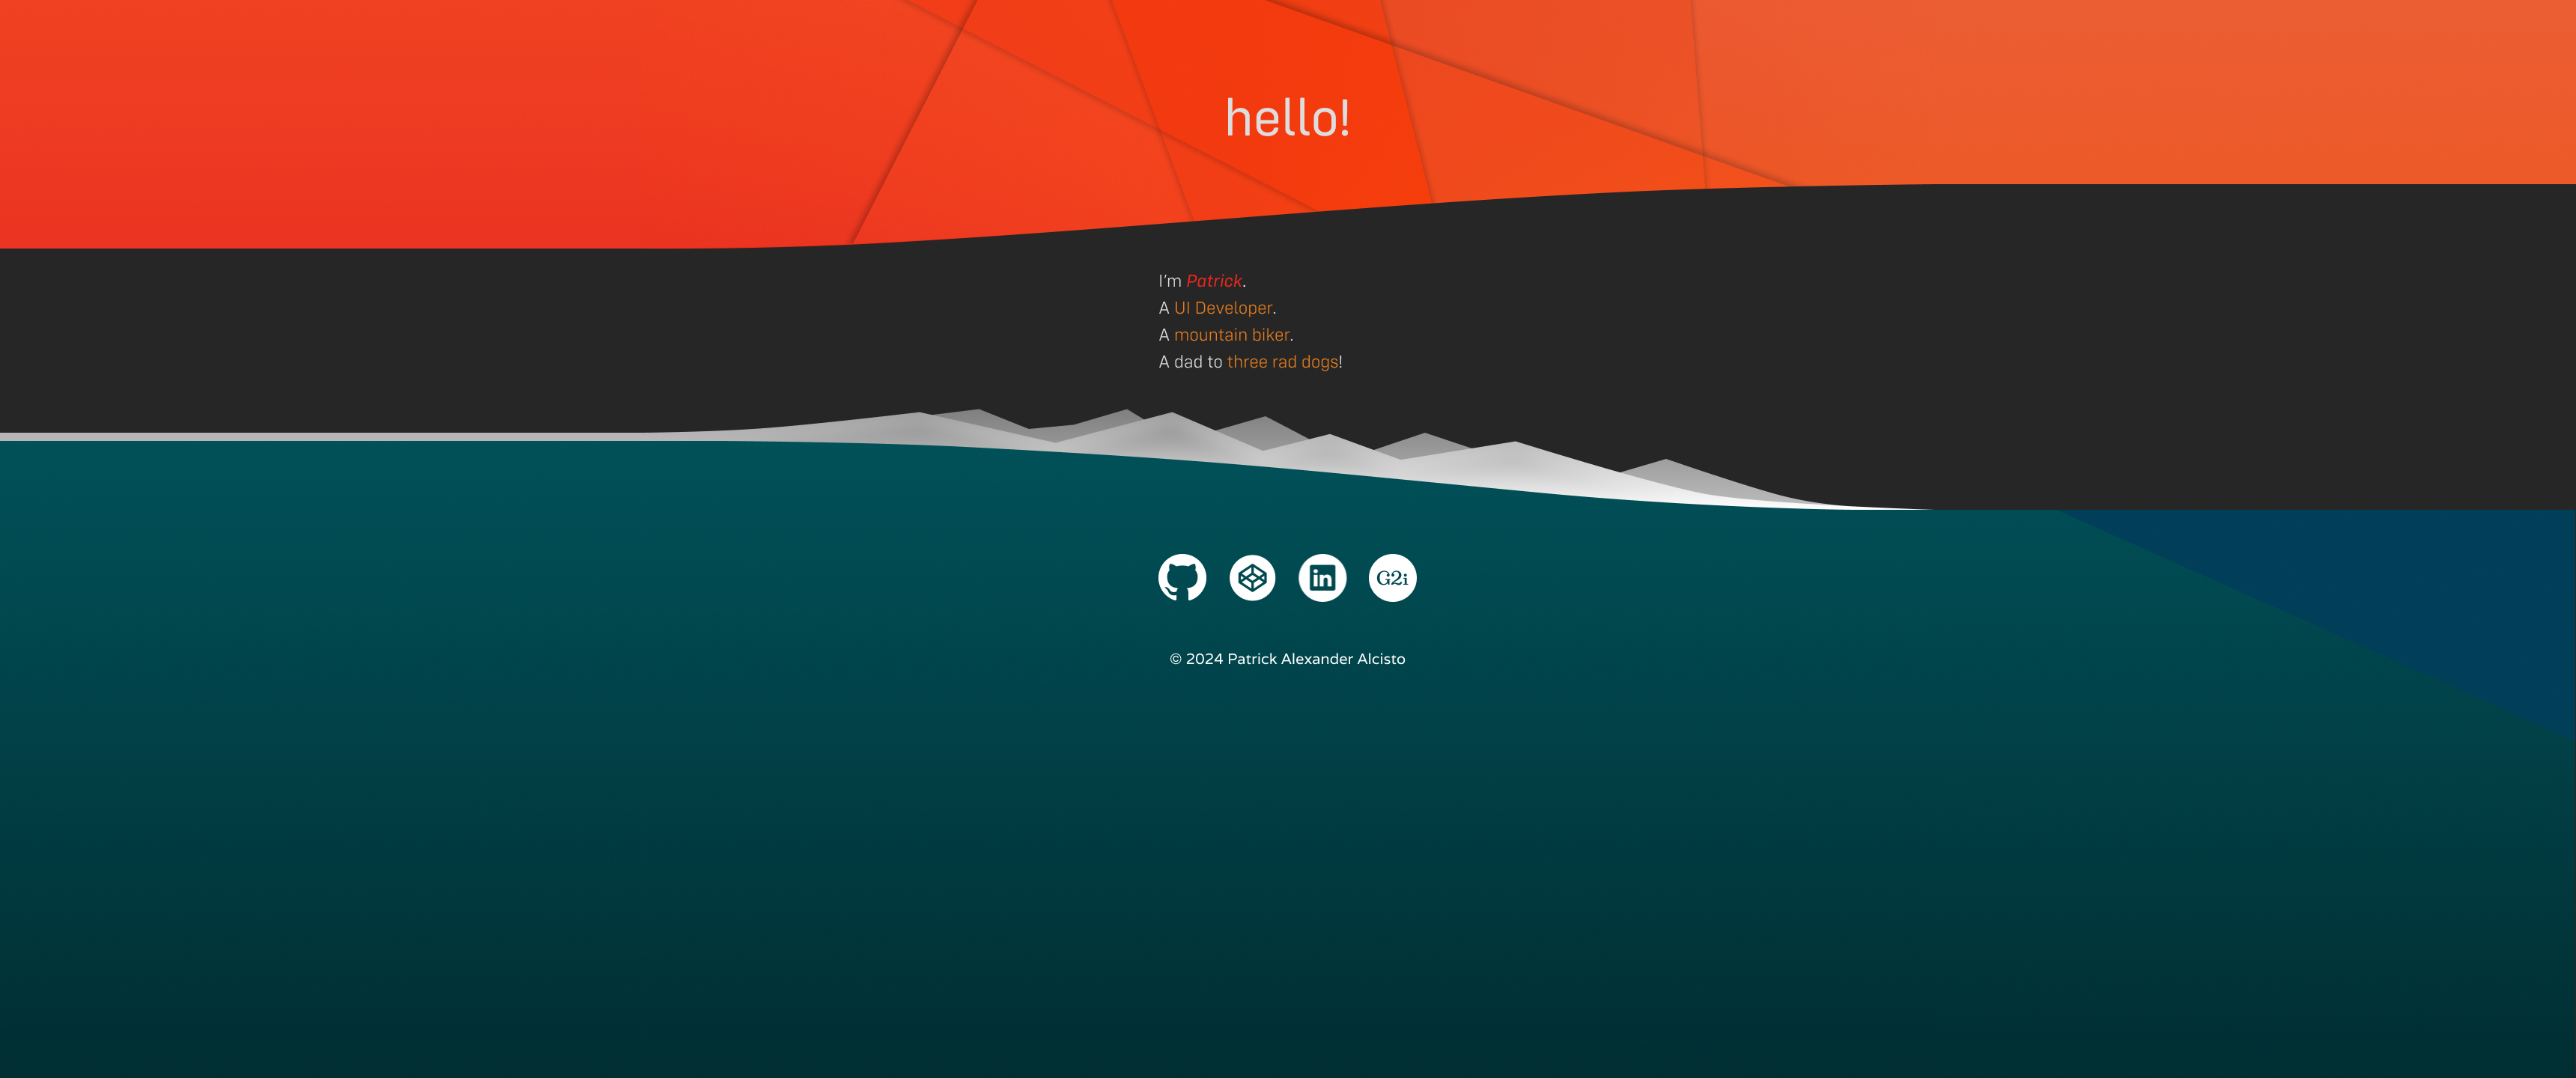 hello!
I'm Patrick.
A UI Developer.
A mountain biker.
A dad to three rad dogs!
in
G2i
© 2024 Patrick Alexander Alcisto